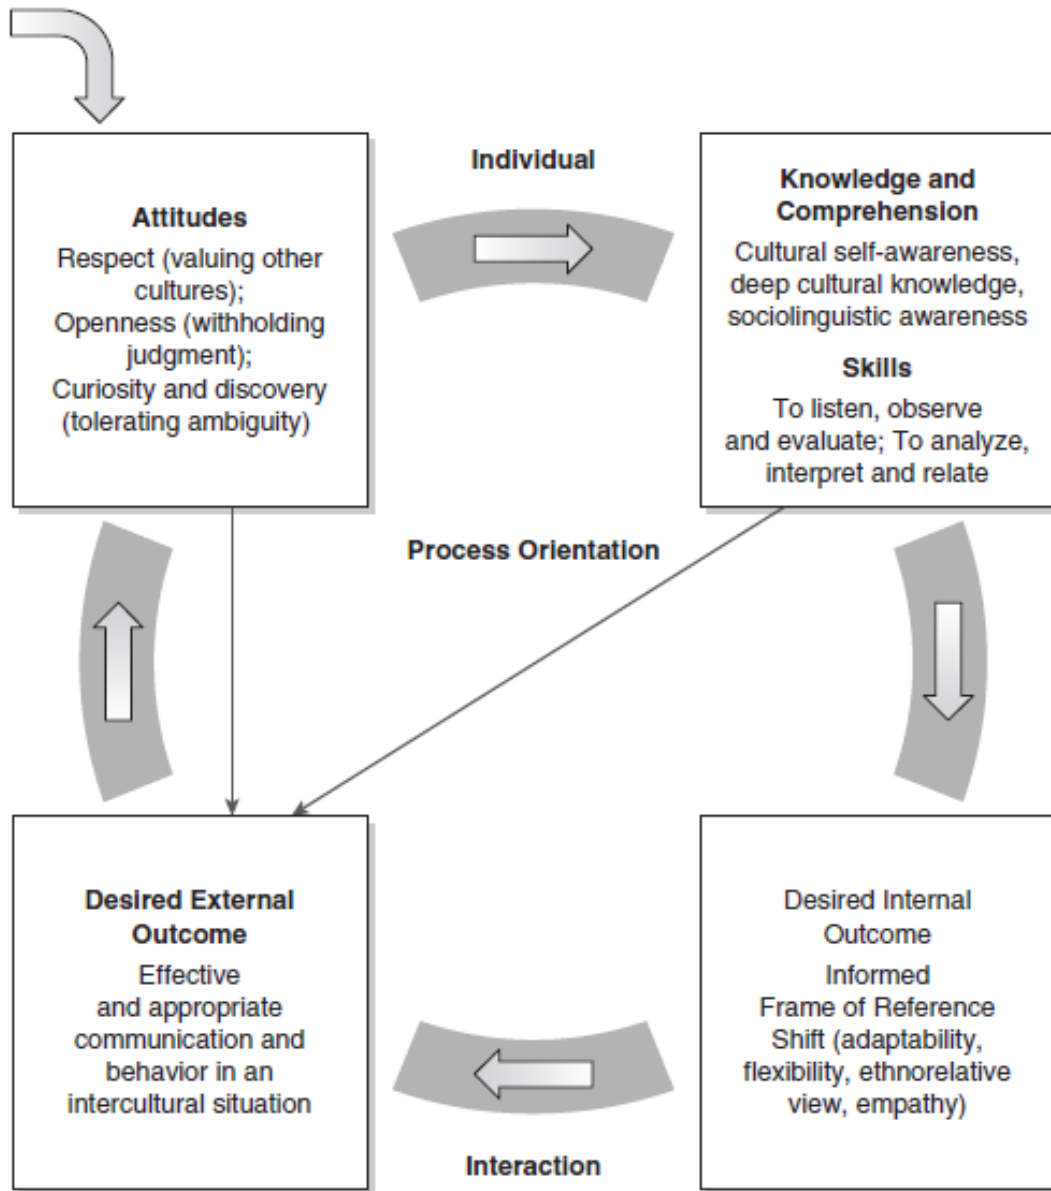 Individual
Attitudes
Respect (valuing other
cultures);
Openness (withholding
judgment);
Curiosity and discovery
(tolerating ambiguity)
Knowledge and
Comprehension
Cultural self-awareness,
deep cultural knowledge,
sociolinguistic awareness
Skills
To listen, observe
and evaluate; To analyze,
interpret and relate
Process Orientation
Desired External
Outcome
Effective
and appropriate
communication and
behavior in an
intercultural situation
Desired Internal
Outcome
Informed
Frame of Reference
Shift (adaptability,
flexibility, ethnorelative
view, empathy)
Interaction